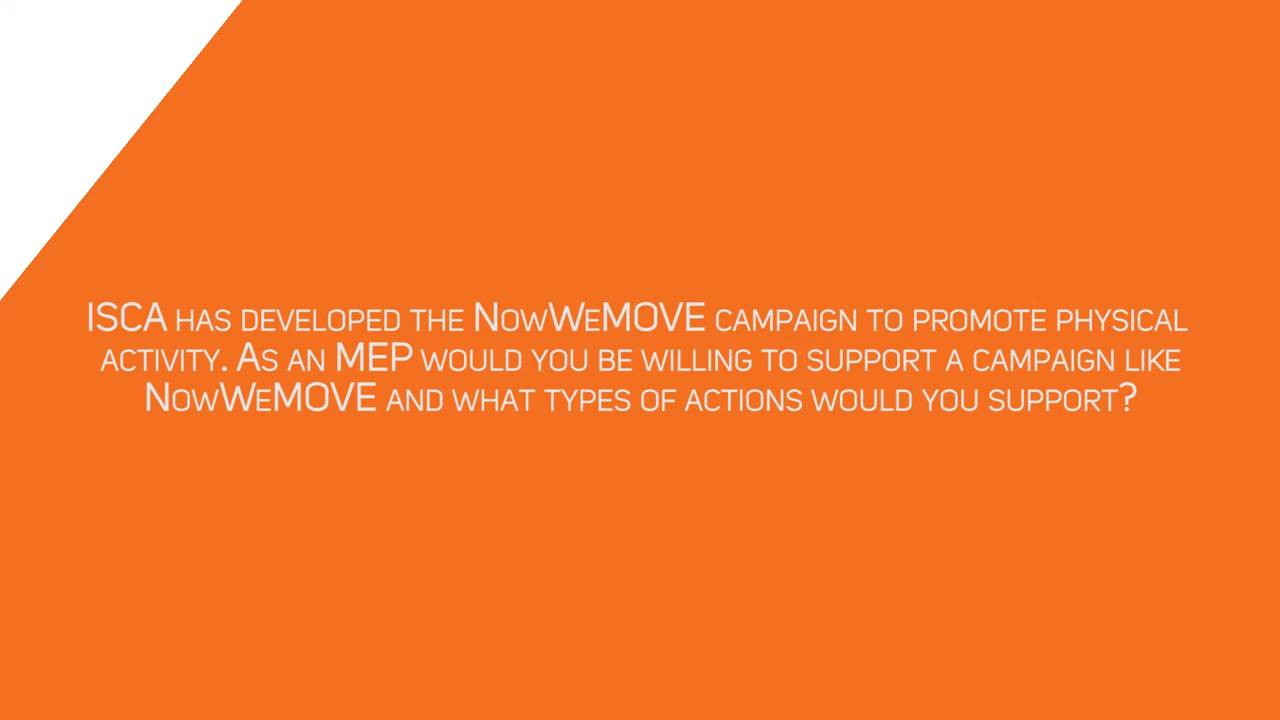 ISCA has developed the NowWeMOVE campaign to promote physical
activity. As an MEP would you be willing to support a campaign like
NowWeMOVE and what types of actions would you support?